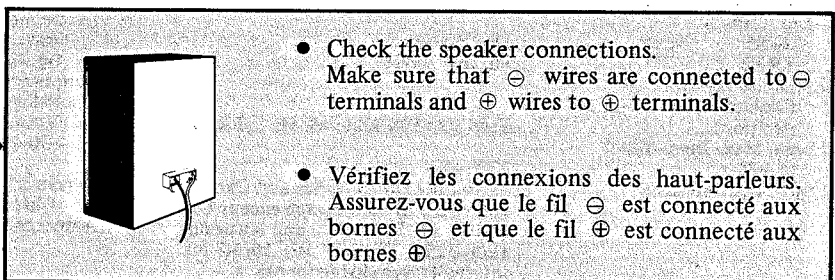 • Check the speaker connections.
Make sure that ⊖ wires are connected to ⊖
terminals and ⊕ wires to ⊕ terminals.
• Vérifiez les connexions des haut-parleurs.
Assurez-vous que le fil ⊖ est connecté aux
bornes ⊖ et que le fil ⊕ est connecté aux
bornes ⊕